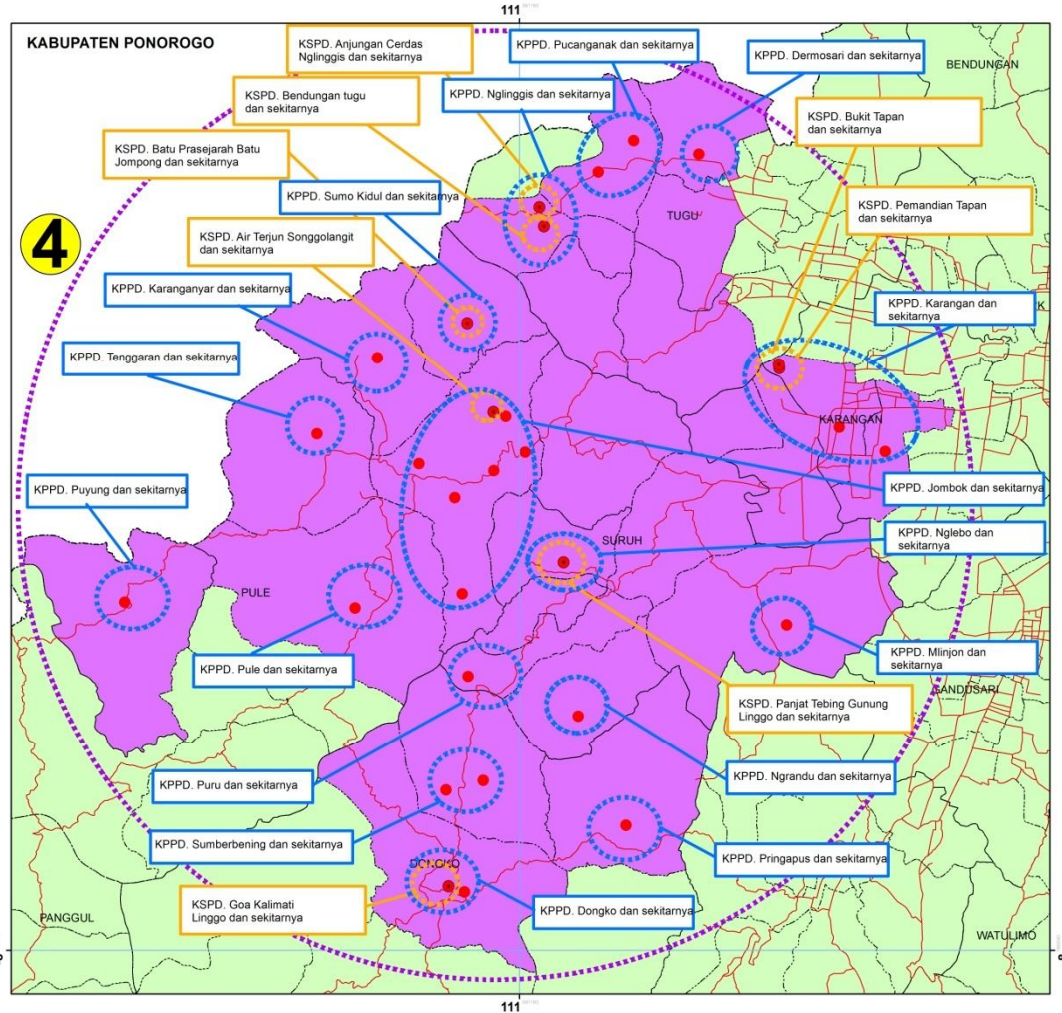 111
KABUPATEN PONOROGO
KSPD. Anjungan Cerdas
Nglinggis dan sekitarnya
KPPD. Pucanganak dan sekitarnya
KPPD. Dermosari dan sekitarnya
BENDUNGAN
KSPD. Bendungan tugu
dan sekitarnya
KPPD. Nglinggis dan sekitarnya
KSPD. Bukit Tapan
dan sekitarnya
KSPD. Batu Prasejarah Batu
Jompong dan sekitarnya
KPPD. Sumo Kidul dan sekitarnya
KSPD. Pemandian Tapan
dan sekitarnya
TUGU
4
KSPD. Air Terjun Songgolangit
dan sekitarnya
KPPD. Karanganyar dan sekitarnya
KPPD. Karangan dan
sekitarnya
K
KPPD. Tenggaran dan sekitarnya
KARANGAN
KPPD. Puyung dan sekitarnya
KPPD. Jombok dan sekitarnya
SURUH
KPPD. Nglebo dan
sekitarnya
PULE
KPPD. Pule dan sekitarnya
KPPD. Mlinjon dan
sekitarnya
GANDUSARI
KSPD. Panjat Tebing Gunung
Linggo dan sekitarnya
KPPD. Puru dan sekitarnya
KPPD. Ngrandu dan sekitarnya
KPPD. Sumberbening dan sekitarnya
KPPD. Pringapus dan sekitarnya
DONGKO
KSPD. Goa Kalimati
Linggo dan sekitarnya
KPPD. Dongko dan sekitarnya
PANGGUL
WATULIMO
111